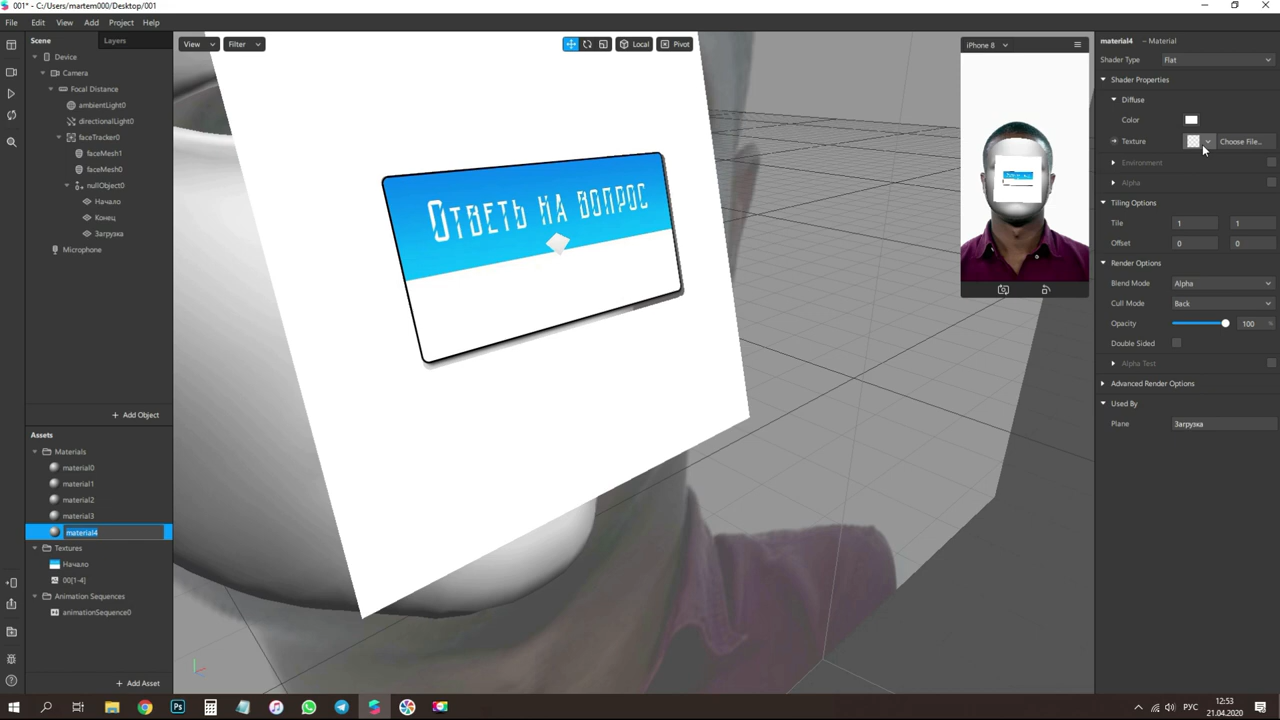 001* - C:/Users/martem000/Desktop/001
File Edit View Add Project Help
Scene Layers
Device
Camera
Focal Distance
ambientLight0
directionalLight0
faceTracker0
faceMesh1
faceMesh0
nullObject0
Начало
Конец
Загрузка
Microphone
+ Add Object
Assets
Materials
material0
material1
material2
material3
material4
Textures
Начало
00[1-4]
Animation Sequences
animationSequence0
+ Add Asset
View Filter Local Pivot
Ответь на вопрос
iPhone 8
material4 – Material
Shader Type Flat
Shader Properties
Diffuse
Color
Texture Choose File...
Environment
Alpha
Tiling Options
Tile 1 1
Offset 0 0
Render Options
Blend Mode Alpha
Cull Mode Back
Opacity 100 %
Double Sided
Alpha Test
Advanced Render Options
Used By
Plane Загрузка
РУС
12:53
21.04.2020